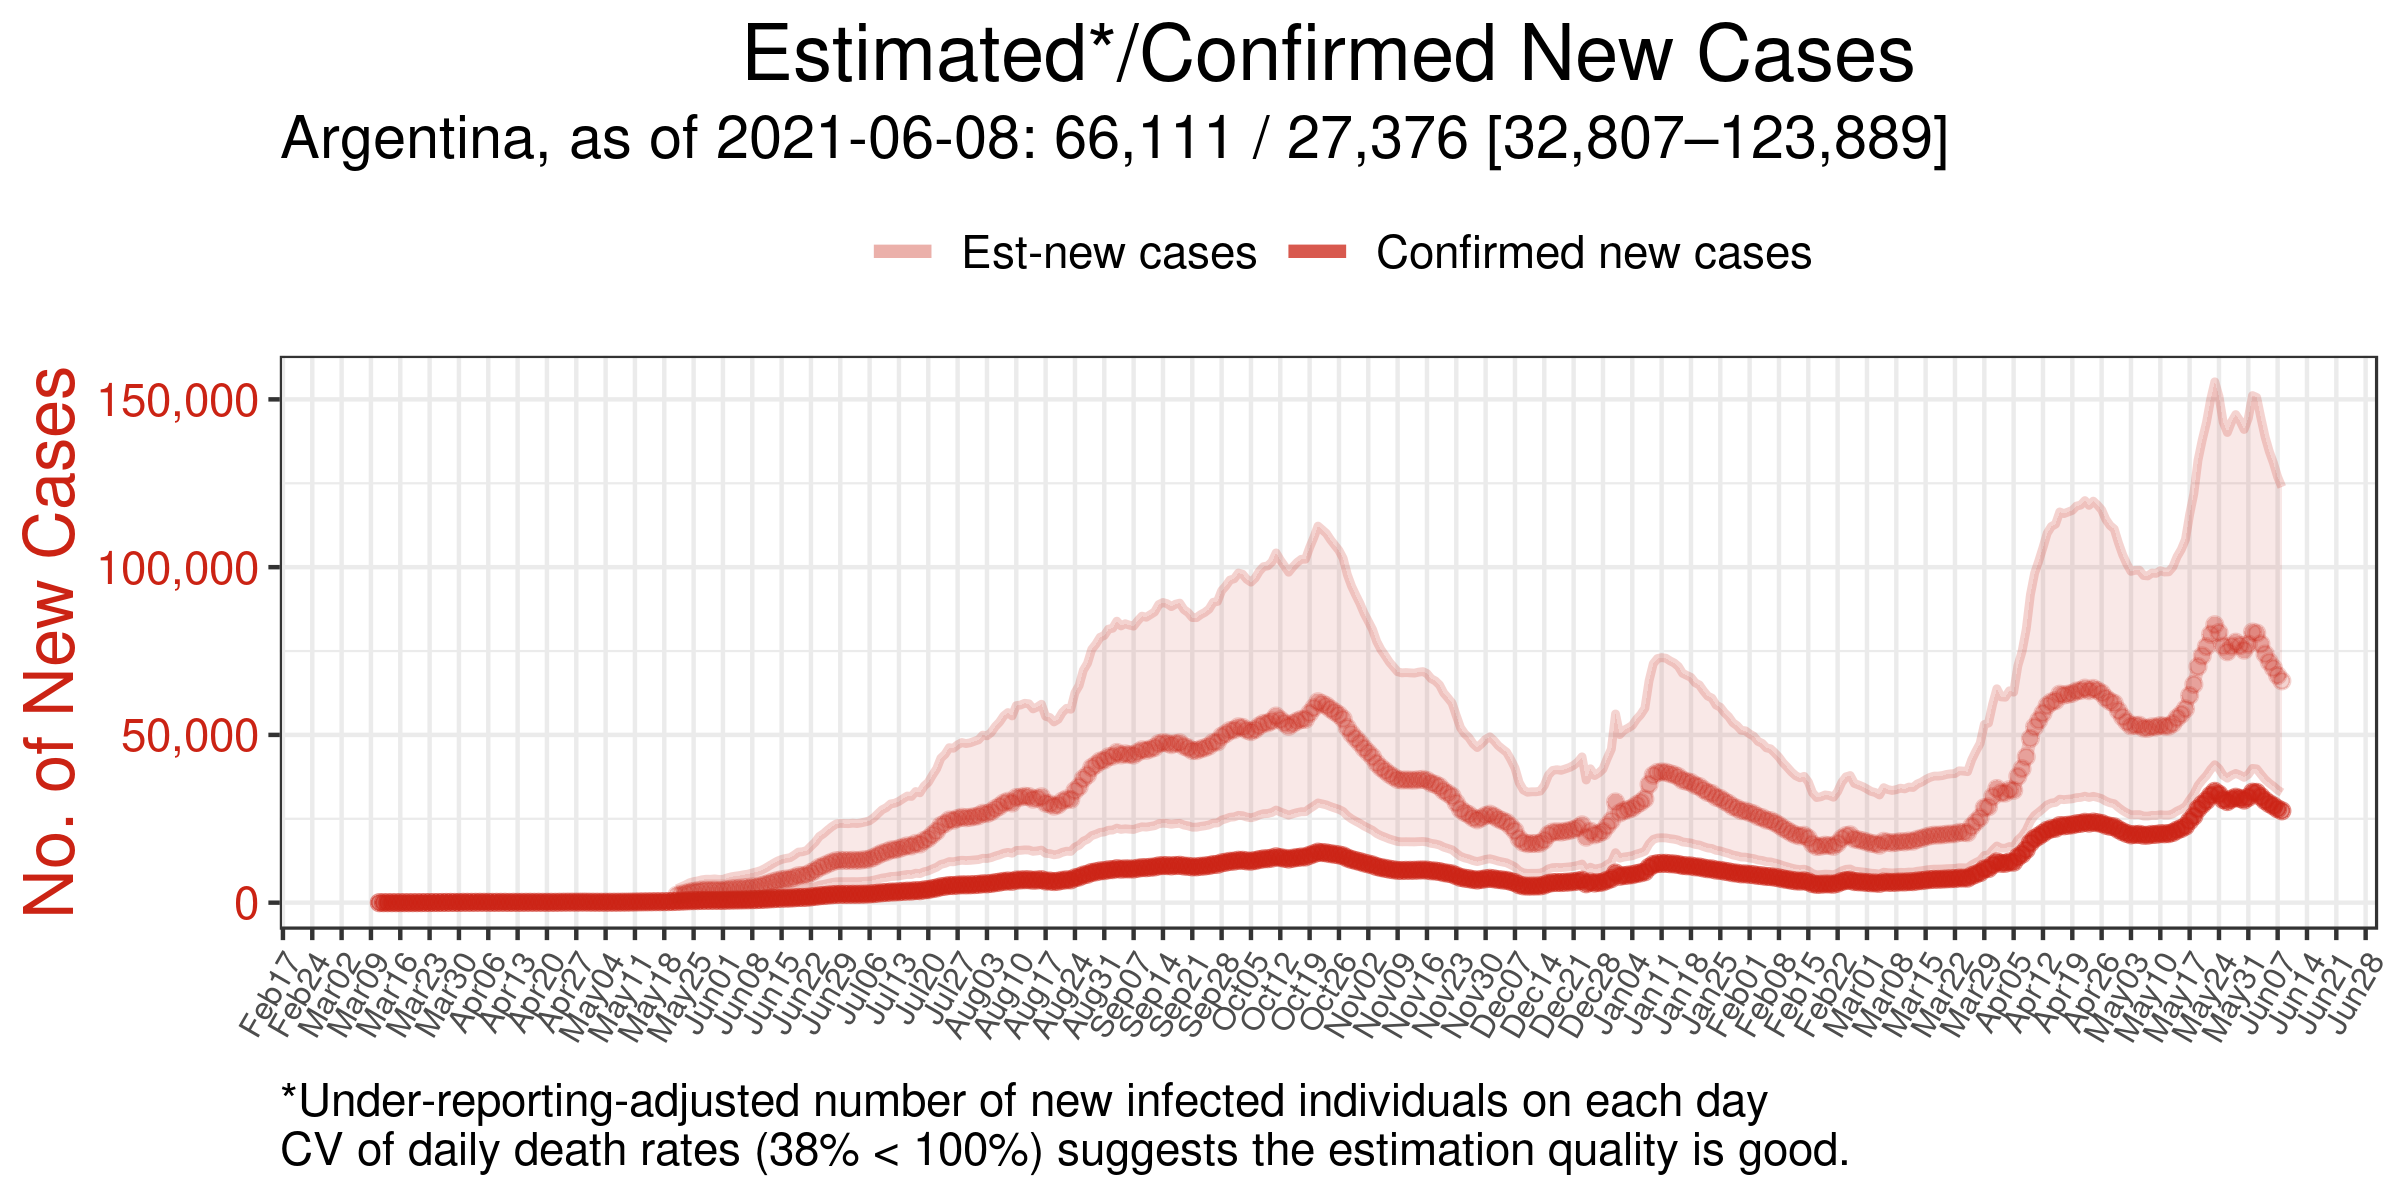 Estimated*/Confirmed New Cases
Argentina, as of 2021-06-08: 66,111 / 27,376 [32,807–123,889]
Est-new cases
Confirmed new cases
No. of New Cases
150,000
100,000
50,000
0
Feb17
Feb24
Mar02
Mar09
Mar16
Mar23
Mar30
Apr06
Apr13
Apr20
Apr27
May04
May11
May18
May25
Jun01
Jun08
Jun15
Jun22
Jun29
Jul06
Jul13
Jul20
Jul27
Aug03
Aug10
Aug17
Aug24
Aug31
Sep07
Sep14
Sep21
Sep28
Oct05
Oct12
Oct19
Oct26
Nov02
Nov09
Nov16
Nov23
Nov30
Dec07
Dec14
Dec21
Dec28
Jan04
Jan11
Jan18
Jan25
Feb01
Feb08
Feb15
Feb22
Mar01
Mar08
Mar15
Mar22
Mar29
Apr05
Apr12
Apr19
Apr26
May03
May10
May17
May24
May31
Jun07
Jun14
Jun21
Jun28
*Under-reporting-adjusted number of new infected individuals on each day
CV of daily death rates (38% < 100%) suggests the estimation quality is good.